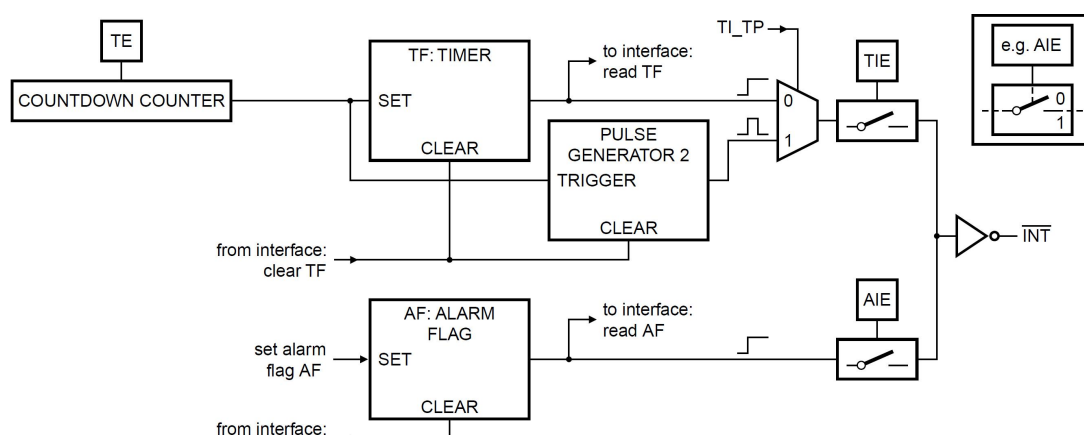 TE
COUNTDOWN COUNTER
TF: TIMER
SET
CLEAR
to interface:
read TF
PULSE
GENERATOR 2
TRIGGER
CLEAR
from interface:
clear TF
TI_TP
0
1
TIE
e.g. AIE
0
1
INT
AF: ALARM
FLAG
SET
CLEAR
set alarm
flag AF
to interface:
read AF
AIE
from interface: